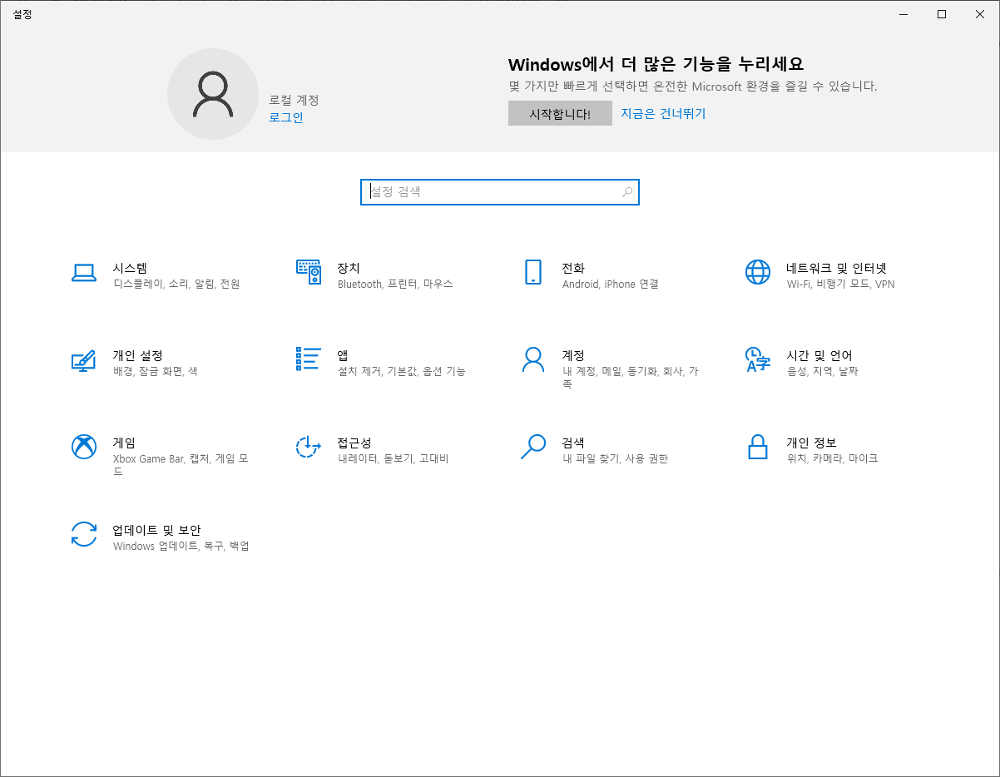 설정
로컬 계정
로그인
Windows에서 더 많은 기능을 누리세요
몇 가지만 빠르게 선택하면 온전한 Microsoft 환경을 즐길 수 있습니다.
시작합니다!
지금은 건너뛰기
설정 검색
시스템
디스플레이, 소리, 알림, 전원
장치
Bluetooth, 프린터, 마우스
전화
Android, iPhone 연결
네트워크 및 인터넷
Wi-Fi, 비행기 모드, VPN
개인 설정
배경, 잠금 화면, 색
앱
설치 제거, 기본값, 옵션 기능
계정
내 계정, 메일, 동기화, 회사, 가
족
시간 및 언어
음성, 지역, 날짜
게임
Xbox Game Bar, 캡처, 게임 모
드
접근성
내레이터, 돋보기, 고대비
검색
내 파일 찾기, 사용 권한
개인 정보
위치, 카메라, 마이크
업데이트 및 보안
Windows 업데이트, 복구, 백업